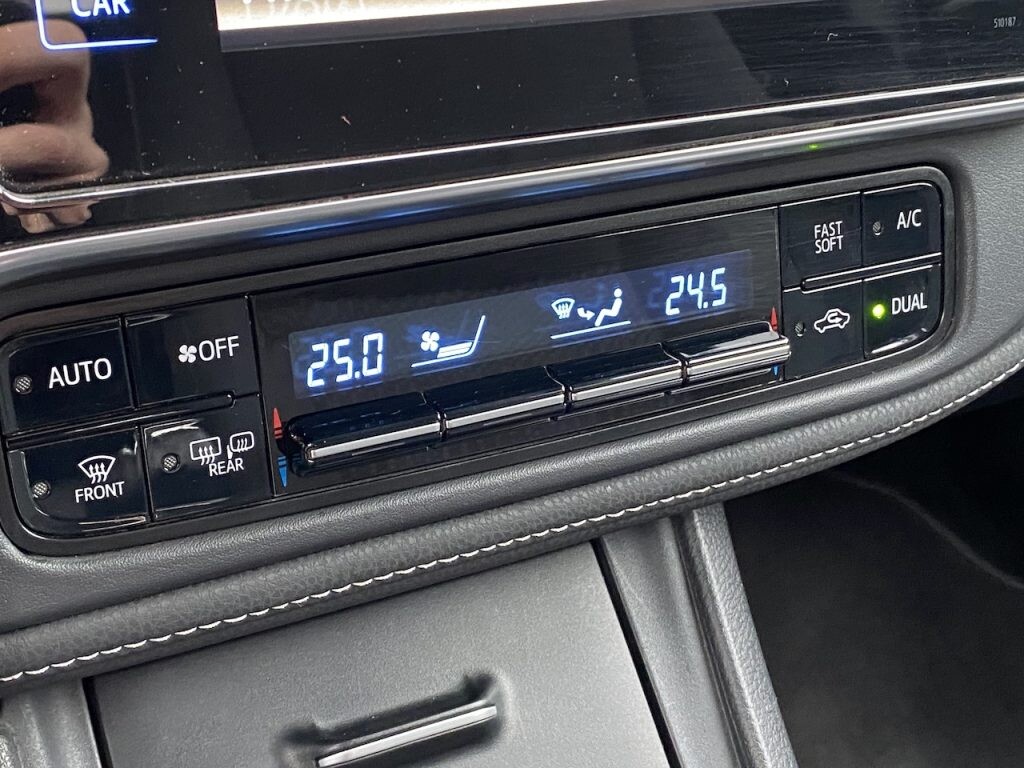 CAR
510187
25.0
24.5
FAST
SOFT
A/C
DUAL
AUTO
OFF
FRONT
REAR